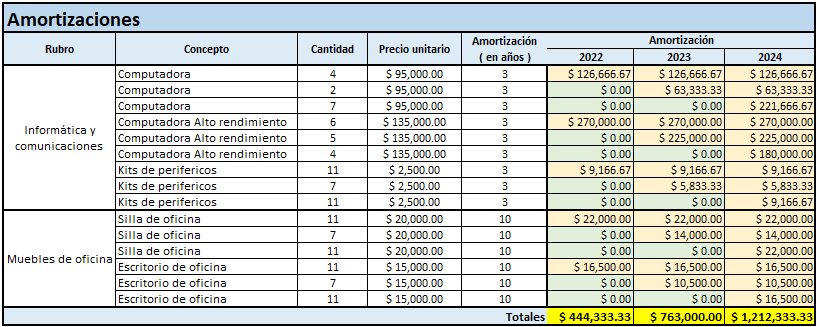 Amortizaciones
Rubro Concepto Cantidad Precio unitario Amortización ( en años ) Amortización
2022 2023 2024
Informática y comunicaciones
Computadora 4 $ 95,000.00 3 $ 126,666.67 $ 126,666.67 $ 126,666.67
Computadora 2 $ 95,000.00 3 $ 0.00 $ 63,333.33 $ 63,333.33
Computadora 7 $ 95,000.00 3 $ 0.00 $ 0.00 $ 221,666.67
Computadora Alto rendimiento 6 $ 135,000.00 3 $ 270,000.00 $ 270,000.00 $ 270,000.00
Computadora Alto rendimiento 5 $ 135,000.00 3 $ 0.00 $ 225,000.00 $ 225,000.00
Computadora Alto rendimiento 4 $ 135,000.00 3 $ 0.00 $ 0.00 $ 180,000.00
Kits de perifericos 11 $ 2,500.00 3 $ 9,166.67 $ 9,166.67 $ 9,166.67
Kits de perifericos 7 $ 2,500.00 3 $ 0.00 $ 5,833.33 $ 5,833.33
Kits de perifericos 11 $ 2,500.00 3 $ 0.00 $ 0.00 $ 9,166.67
Muebles de oficina
Silla de oficina 11 $ 20,000.00 10 $ 22,000.00 $ 22,000.00 $ 22,000.00
Silla de oficina 7 $ 20,000.00 10 $ 0.00 $ 14,000.00 $ 14,000.00
Silla de oficina 11 $ 20,000.00 10 $ 0.00 $ 0.00 $ 22,000.00
Escritorio de oficina 11 $ 15,000.00 10 $ 16,500.00 $ 16,500.00 $ 16,500.00
Escritorio de oficina 7 $ 15,000.00 10 $ 0.00 $ 10,500.00 $ 10,500.00
Escritorio de oficina 11 $ 15,000.00 10 $ 0.00 $ 0.00 $ 16,500.00
Totales $ 444,333.33 $ 763,000.00 $ 1,212,333.33